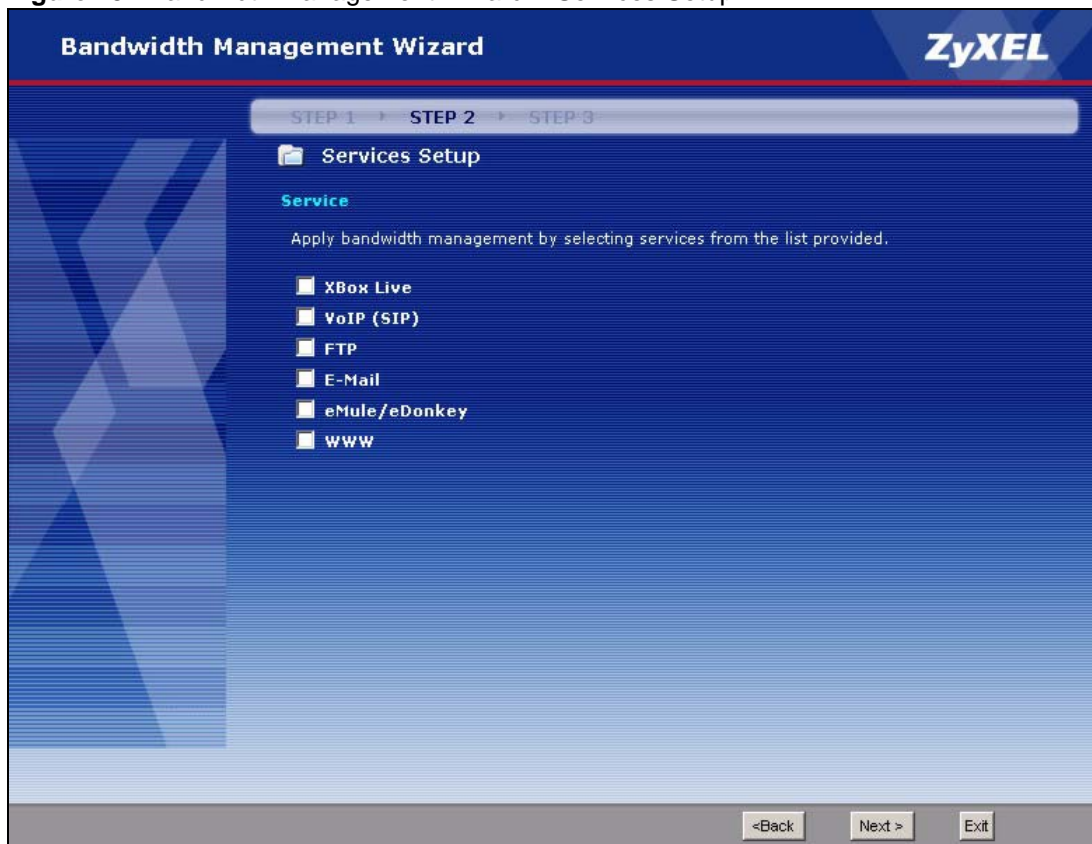 Bandwidth Management Wizard
ZyXEL
STEP 1 STEP 2 STEP 3
Services Setup
Service
Apply bandwidth management by selecting services from the list provided.
XBox Live
VoIP (SIP)
FTP
E-Mail
eMule/eDonkey
WWW
<Back Next > Exit